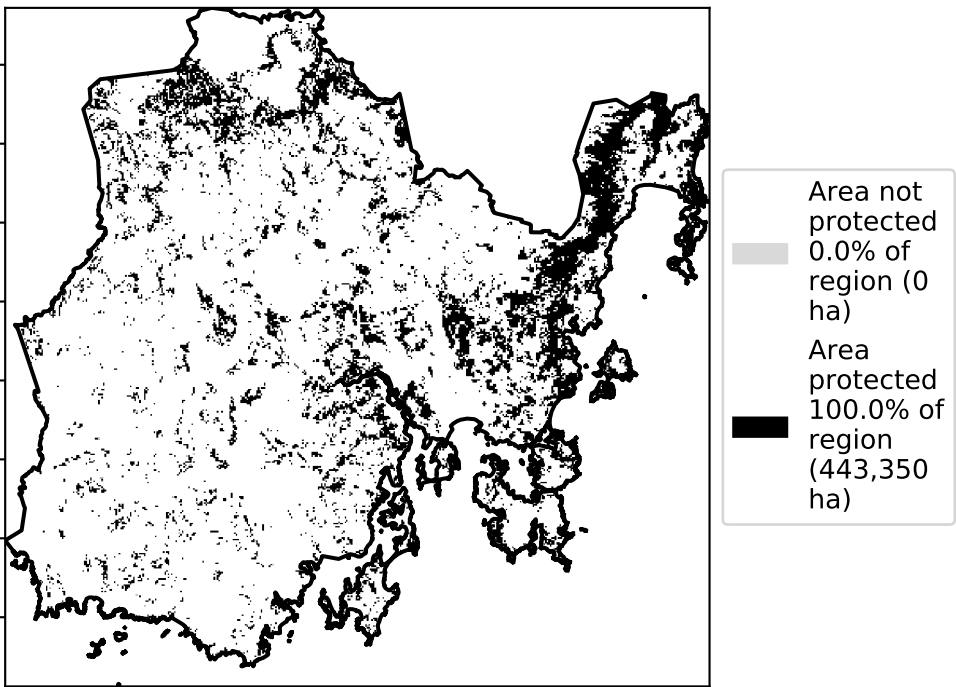 Area not
protected
0.0% of
region (0
ha)
Area
protected
100.0% of
region
(443,350
ha)